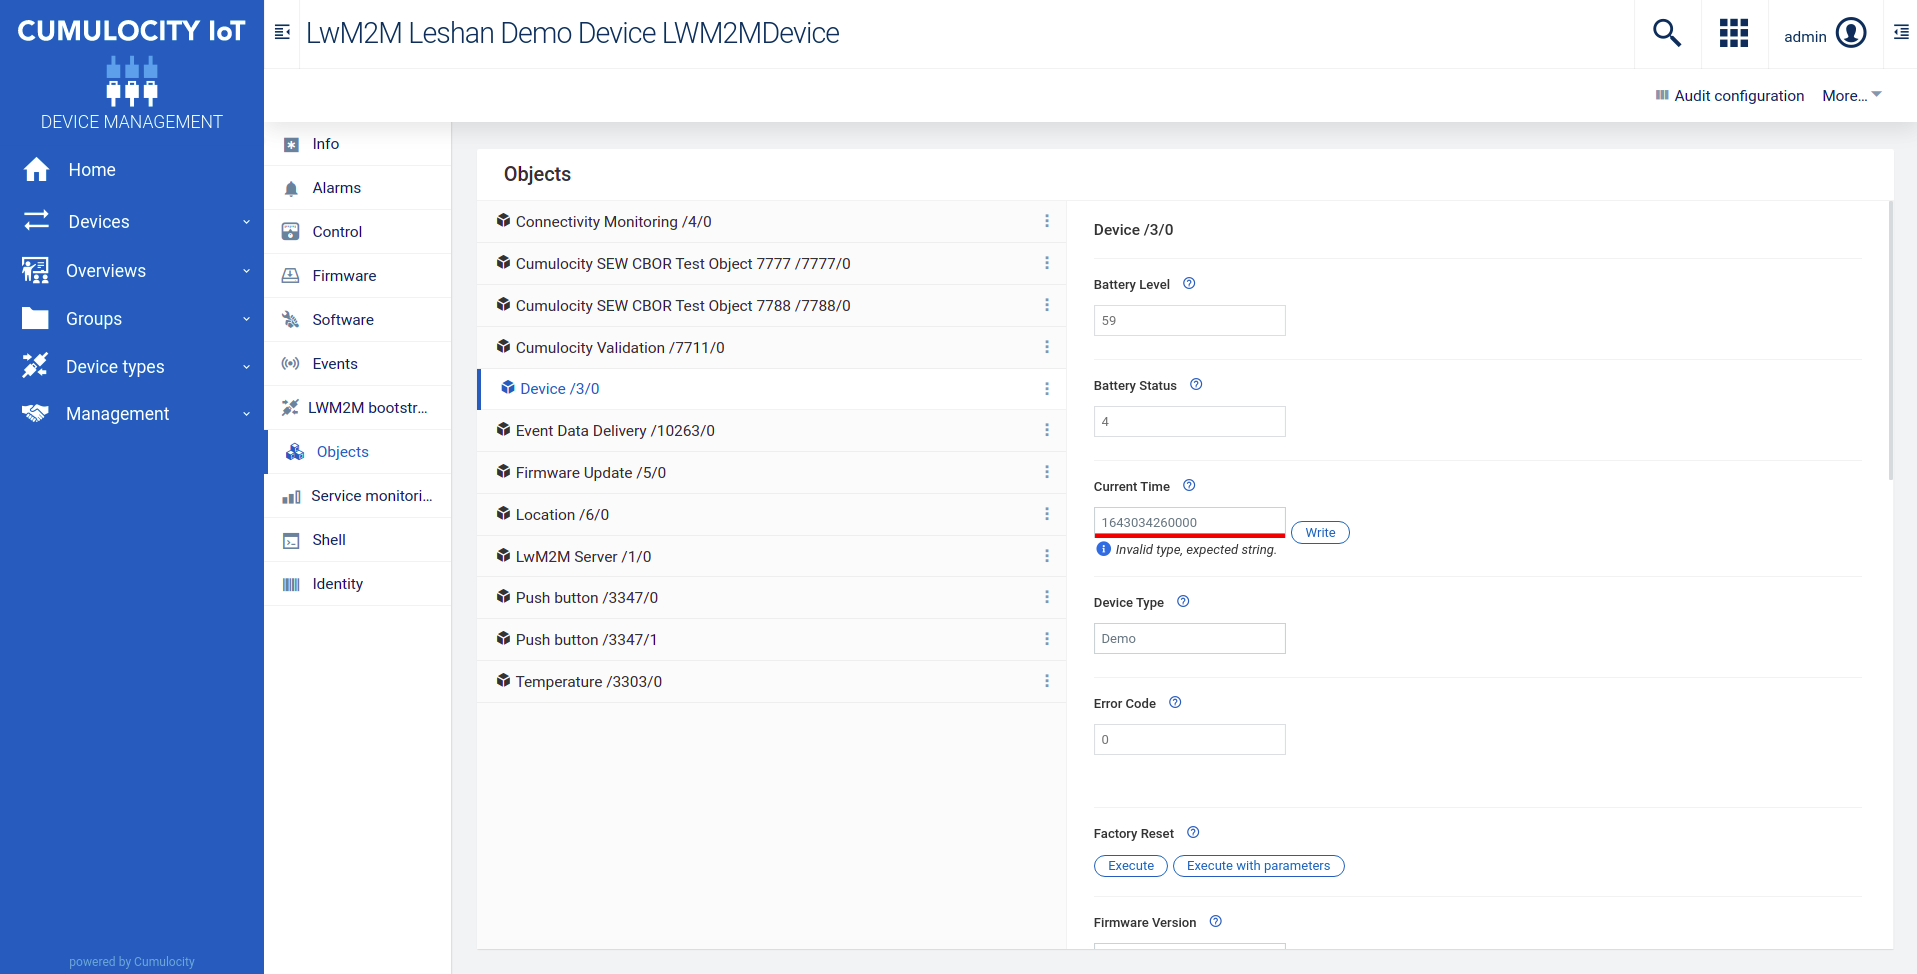 CUMULOCITY IoT
DEVICE MANAGEMENT
Home
Devices
Overviews
Groups
Device types
Management
powered by Cumulocity
LwM2M Leshan Demo Device LWM2MDevice
admin
Audit configuration
More...
Info
Alarms
Control
Firmware
Software
Events
LWM2M bootstr...
Objects
Service monitori...
Shell
Identity
Objects
Connectivity Monitoring /4/0
Cumulocity SEW CBOR Test Object 7777 /7777/0
Cumulocity SEW CBOR Test Object 7788 /7788/0
Cumulocity Validation /7711/0
Device /3/0
Event Data Delivery /10263/0
Firmware Update /5/0
Location /6/0
LwM2M Server /1/0
Push button /3347/0
Push button /3347/1
Temperature /3303/0
Device /3/0
Battery Level
59
Battery Status
4
Current Time
1643034260000
Write
Invalid type, expected string.
Device Type
Demo
Error Code
0
Factory Reset
Execute
Execute with parameters
Firmware Version